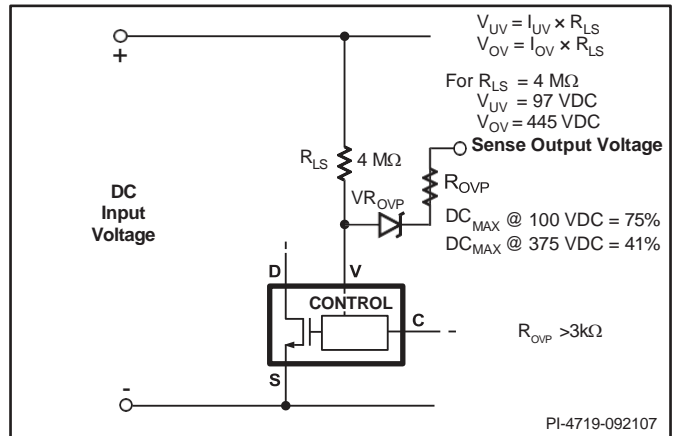 V_UV = I_UV × R_LS
V_OV = I_OV × R_LS
+
For R_LS = 4 MΩ
V_UV = 97 VDC
V_OV = 445 VDC
Sense Output Voltage
R_LS
4 MΩ
R_OVP
VR_OVP
DC
Input
Voltage
DC_MAX @ 100 VDC = 75%
DC_MAX @ 375 VDC = 41%
D
V
CONTROL
C
R_OVP >3kΩ
S
-
PI-4719-092107